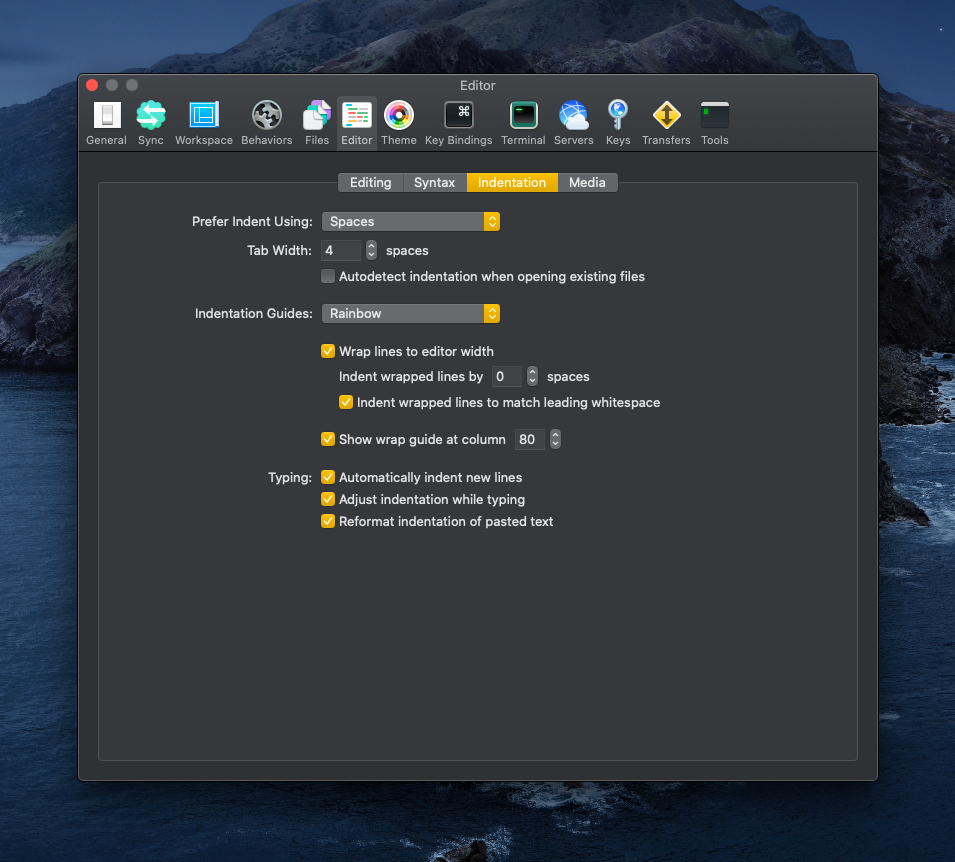 Editor
General Sync Workspace Behaviors Files Editor Theme Key Bindings Terminal Servers Keys Transfers Tools
Editing Syntax Indentation Media
Prefer Indent Using: Spaces
Tab Width: 4 spaces
Autodetect indentation when opening existing files
Indentation Guides: Rainbow
Wrap lines to editor width
Indent wrapped lines by 0 spaces
Indent wrapped lines to match leading whitespace
Show wrap guide at column 80
Typing: Automatically indent new lines
Adjust indentation while typing
Reformat indentation of pasted text